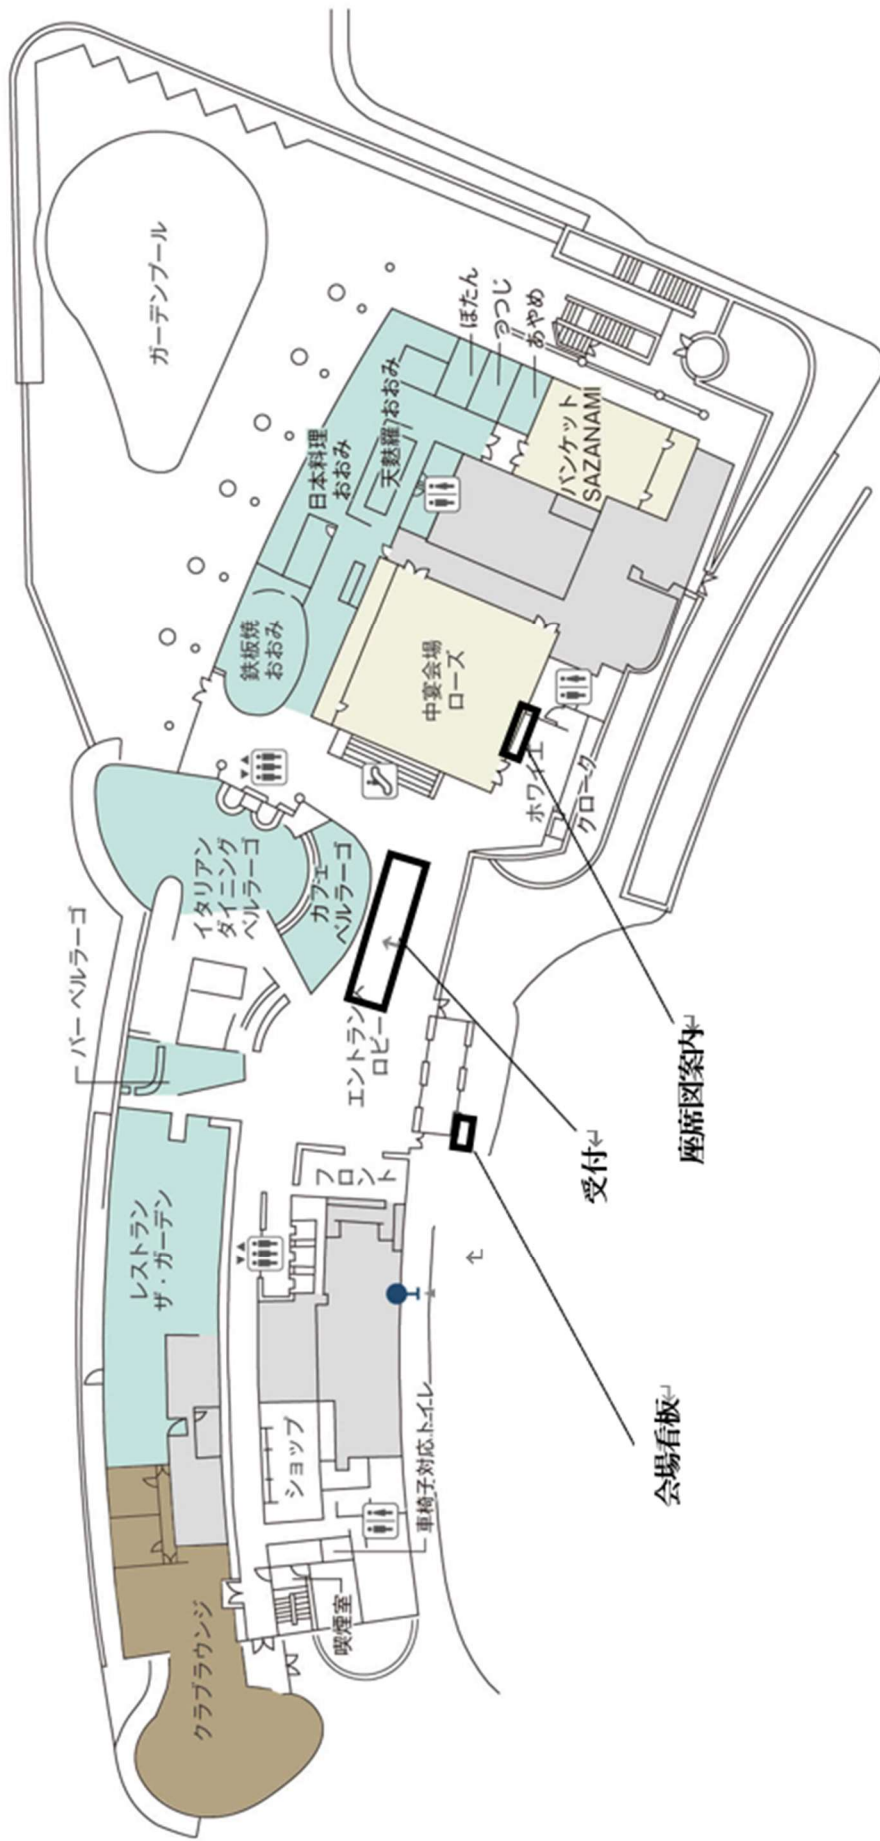 クラブラウンジ
レストラン
ザ・ガーデン
バー ベルラーゴ
イタリアン
ダイニング
ベルラーゴ
カフェ
ベルラーゴ
ガーデンプール
鉄板焼
おおみ
日本料理
おおみ
天麩羅 おおみ
ぼたん
つつじ
あやめ
バンケット
SAZANAMI
中宴会場
ローズ
ホワイエ
クローク
エントランス
ロビー
フロント
ショップ
喫煙室
車椅子対応トイレ
会場看板
受付
座席図案内